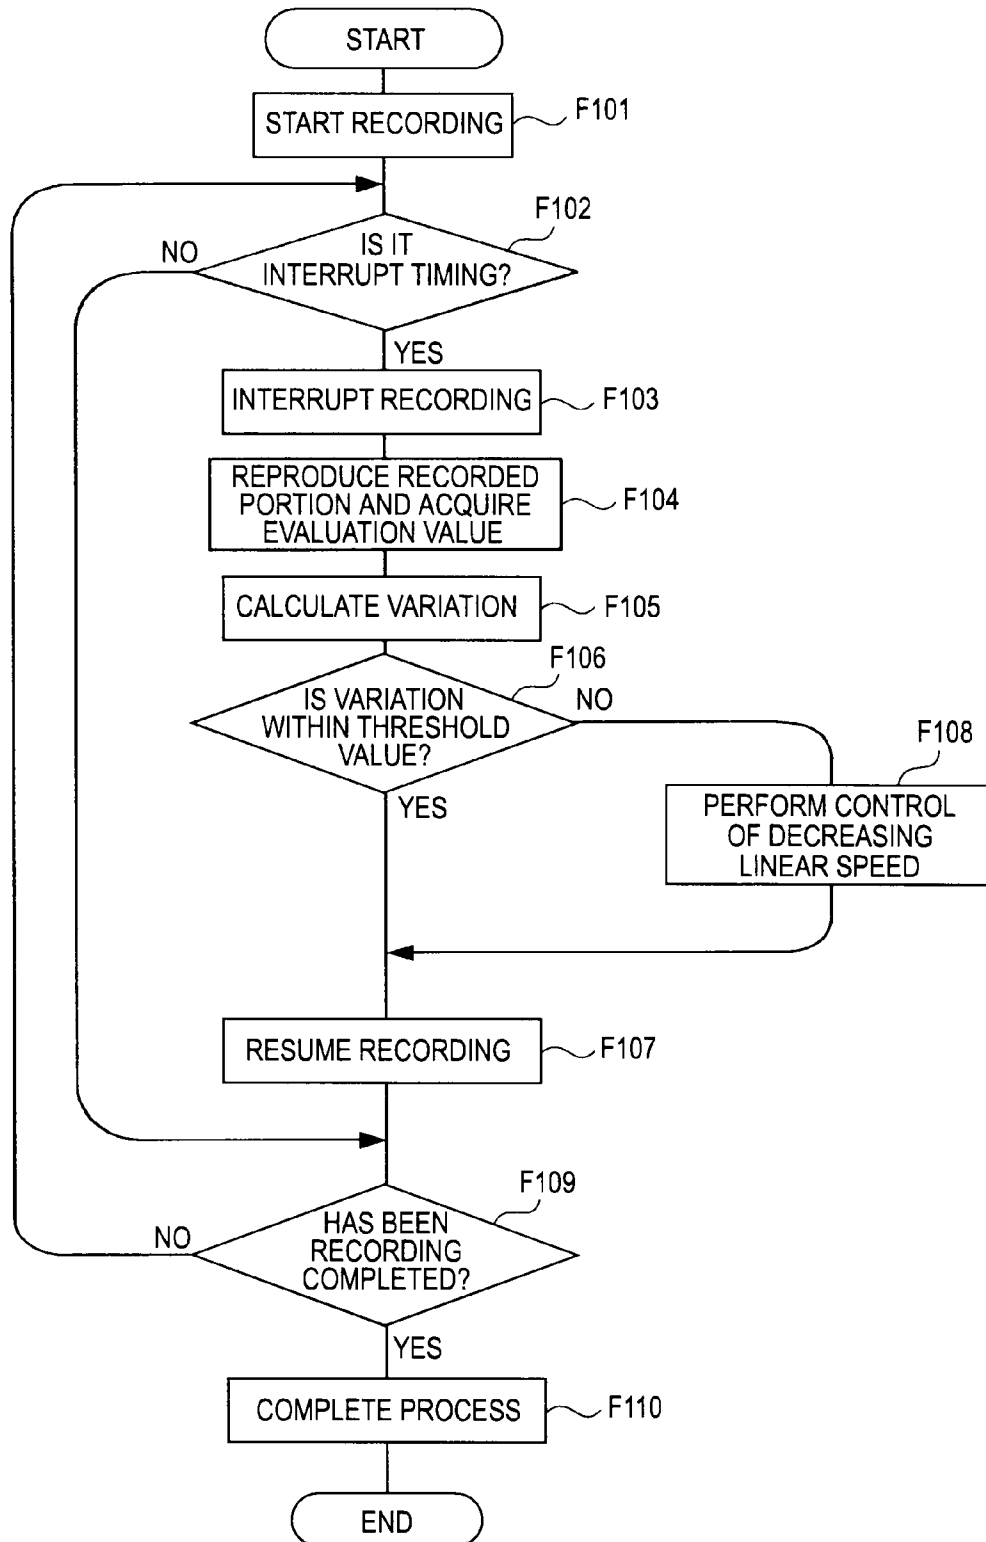 START
START RECORDING
F101
F102
IS IT
INTERRUPT TIMING?
NO
YES
INTERRUPT RECORDING
F103
REPRODUCE RECORDED
PORTION AND ACQUIRE
EVALUATION VALUE
F104
CALCULATE VARIATION
F105
F106
IS VARIATION
WITHIN THRESHOLD
VALUE?
NO
YES
F108
PERFORM CONTROL
OF DECREASING
LINEAR SPEED
RESUME RECORDING
F107
F109
HAS BEEN
RECORDING
COMPLETED?
NO
YES
COMPLETE PROCESS
F110
END